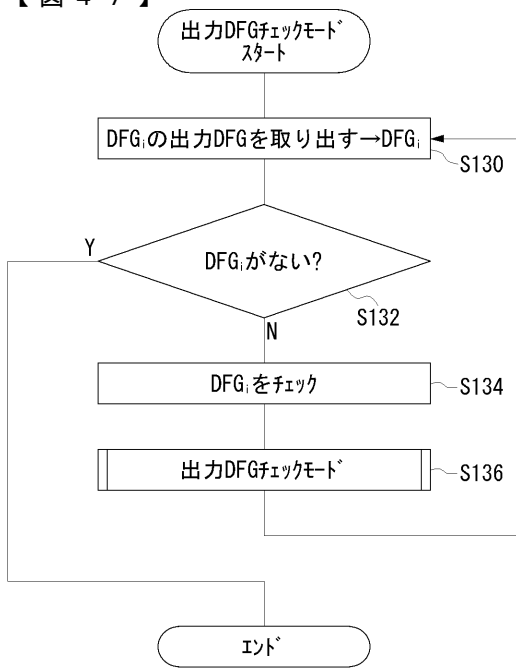 【図47】
出力DFGﾁｪｯｸﾓｰﾄﾞ
ｽﾀｰﾄ
DFGiの出力DFGを取り出す→DFGi
S130
Y
DFGiがない?
S132
N
DFGiをﾁｪｯｸ
S134
出力DFGﾁｪｯｸﾓｰﾄﾞ
S136
ｴﾝﾄﾞ